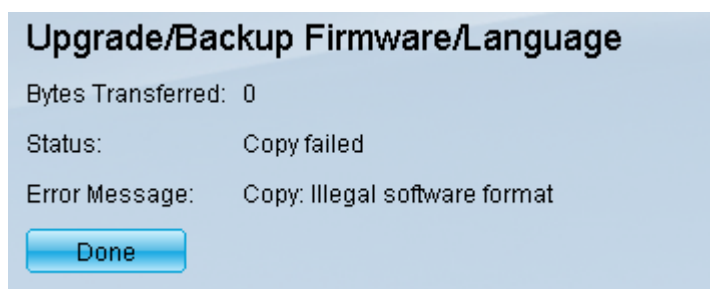 Upgrade/Backup Firmware/Language
Bytes Transferred: 0
Status: Copy failed
Error Message: Copy: Illegal software format
Done